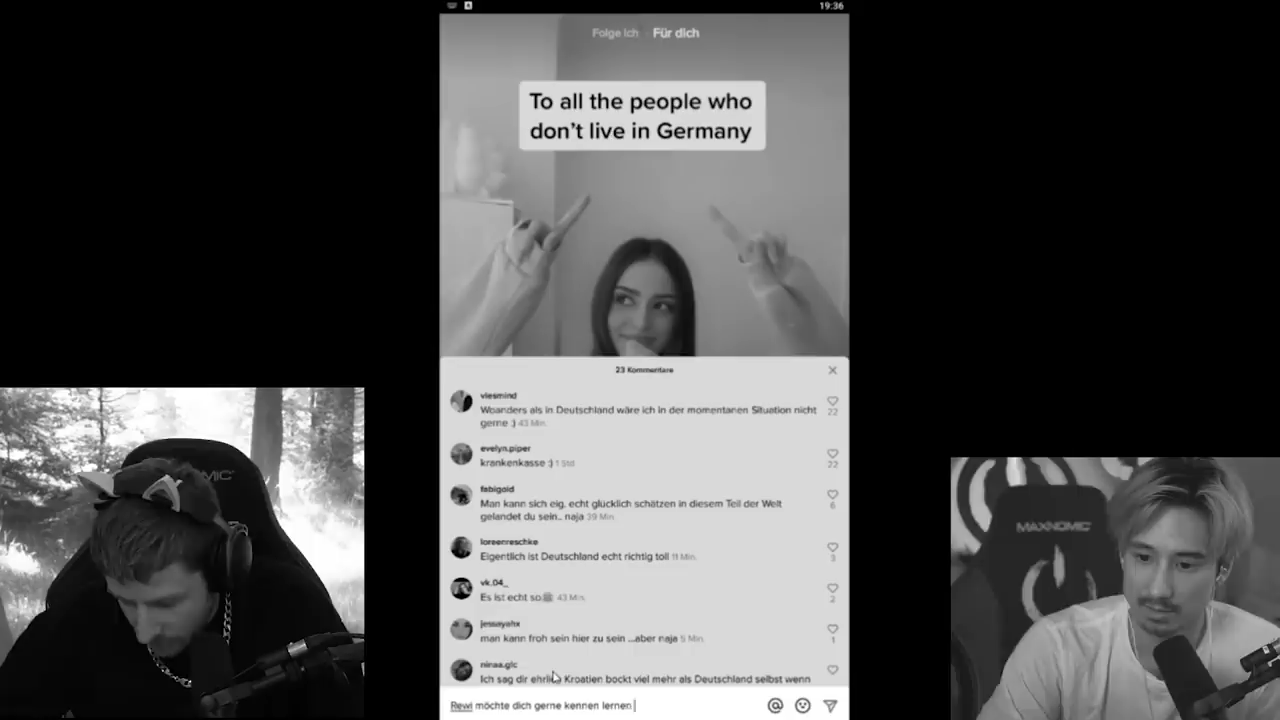 19:36
Folge Ich Für dich
To all the people who
don't live in Germany
23 Kommentare
viesmind
Woanders als in Deutschland wäre ich in der momentanen Situation nicht
gerne :) 43 Min.
22
evelyn.piper
krankenkasse :) 1 Std
22
fabigold
Man kann sich eig. echt glücklich schätzen in diesem Teil der Welt
gelandet du sein.. naja 39 Min.
6
loreenreschke
Eigentlich ist Deutschland echt richtig toll 11 Min.
3
vk.04_
Es ist echt so 43 Min.
2
jessayahx
man kann froh sein hier zu sein ...aber naja 5 Min.
1
ninaa.glc
Ich sag dir ehrlich Kroatien bockt viel mehr als Deutschland selbst wenn
Rewi möchte dich gerne kennen lernen
MAXNOMIC